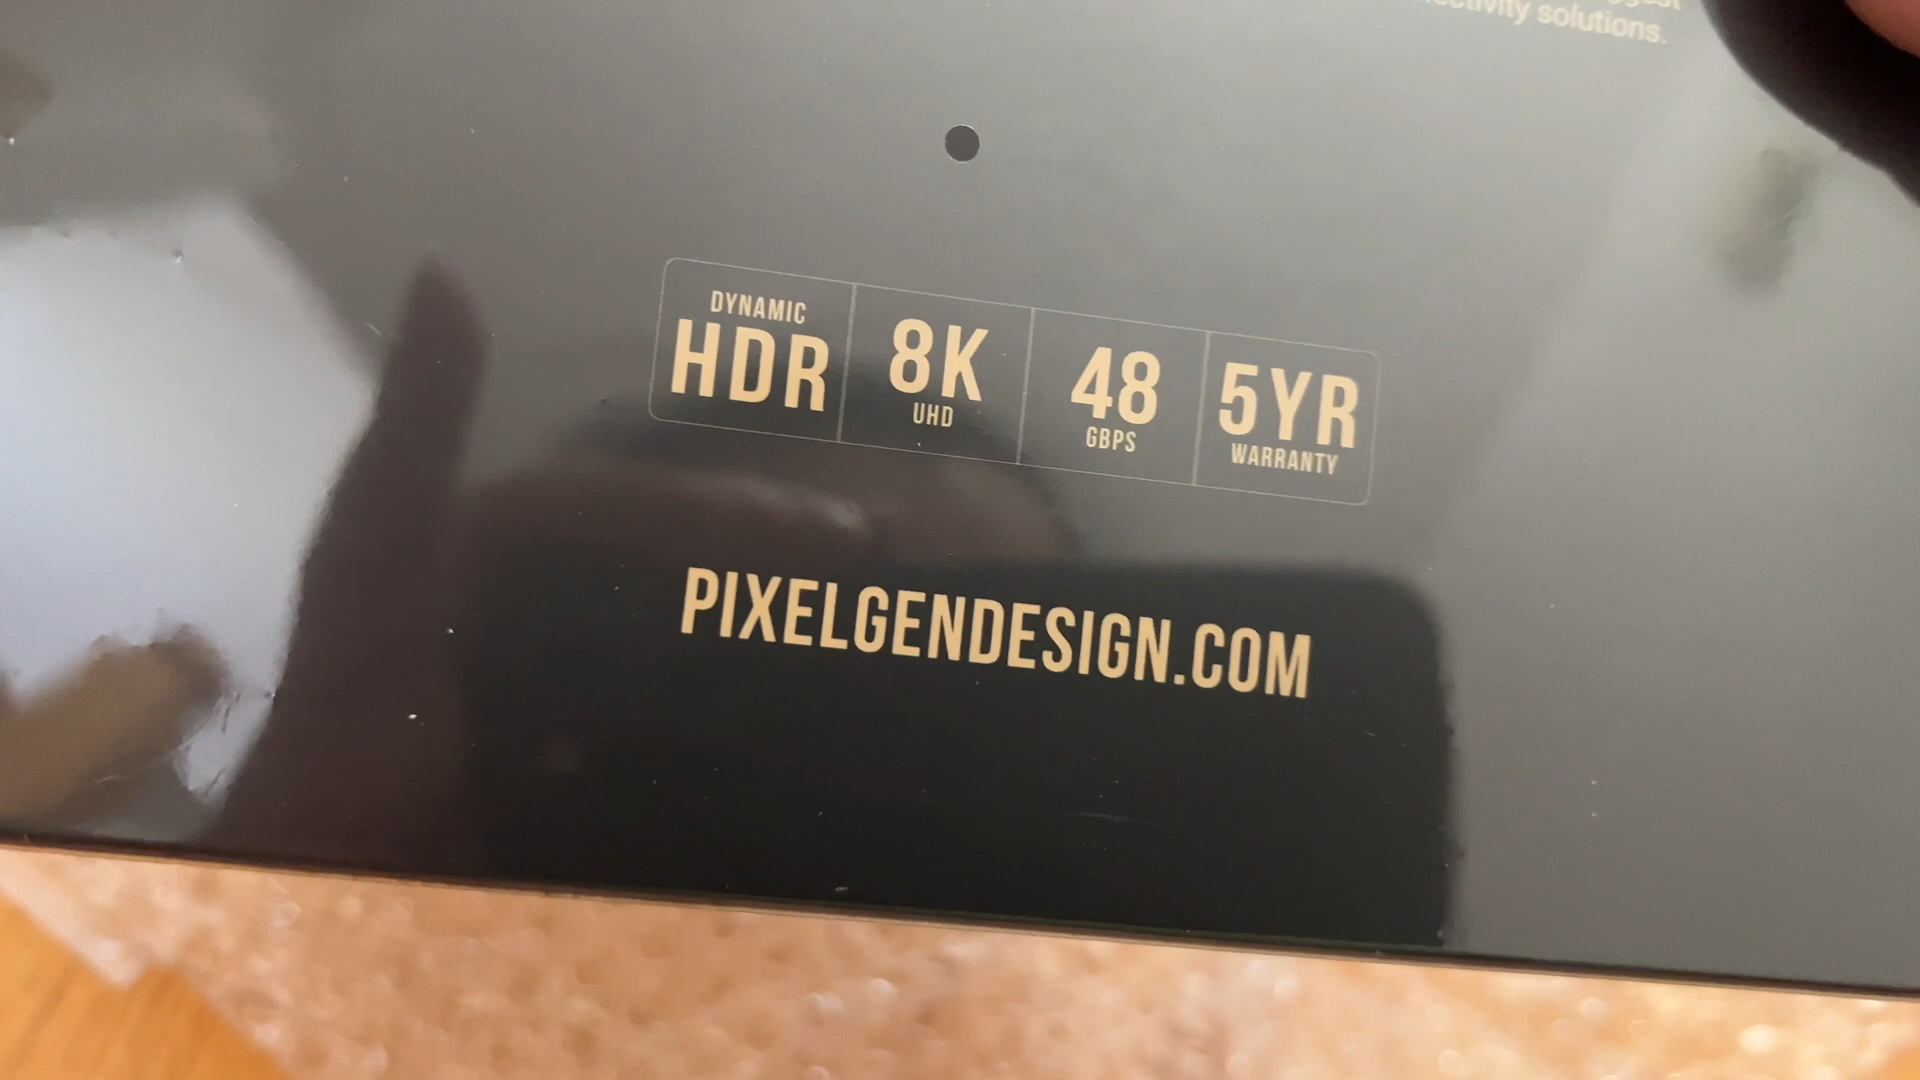 solutions.
DYNAMIC
HDR
8K
UHD
48
GBPS
5YR
WARRANTY
PIXELGENDESIGN.COM